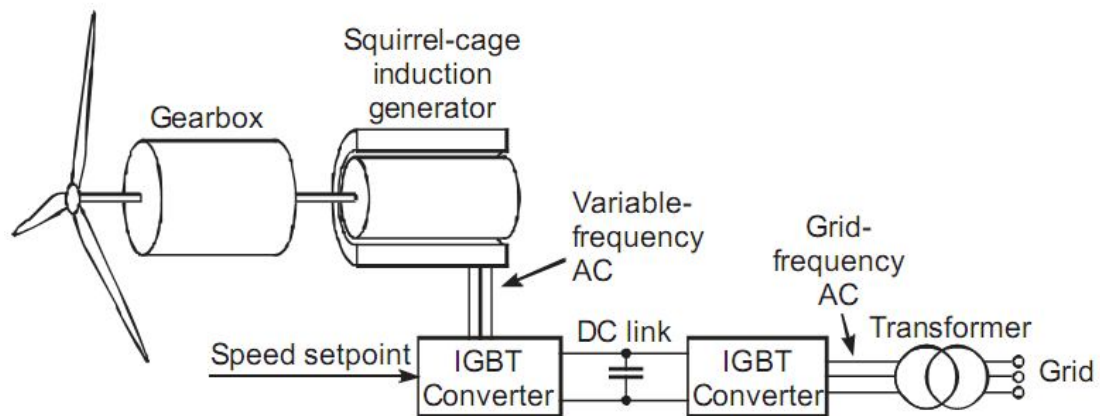 Squirrel-cage
induction
generator
Gearbox
Variable-
frequency
AC
Grid-
frequency
AC
Transformer
Speed setpoint
IGBT
Converter
DC link
IGBT
Converter
Grid